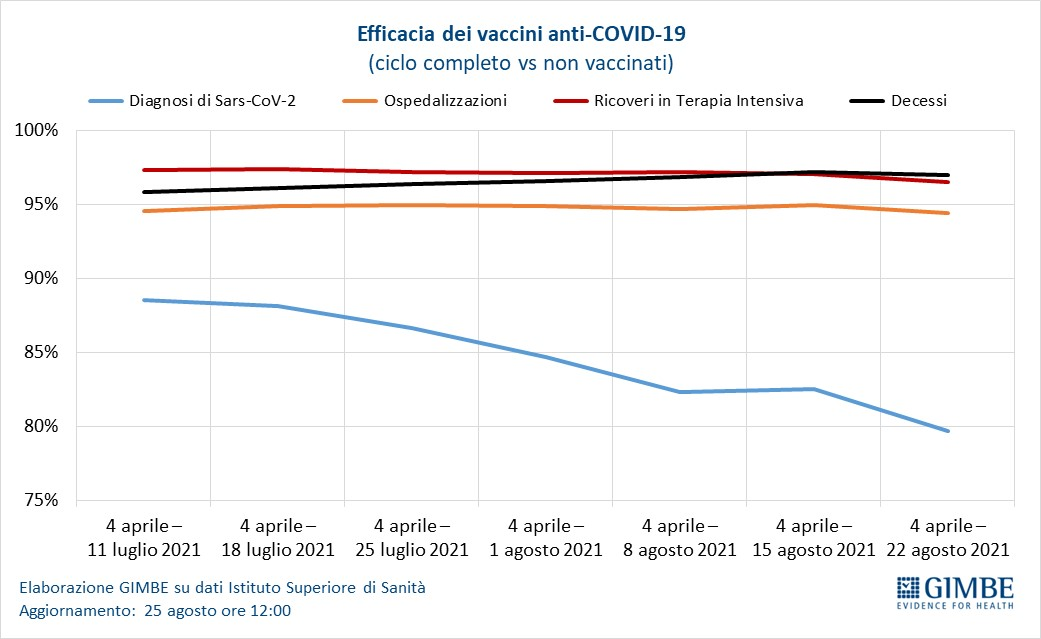 Efficacia dei vaccini anti-COVID-19
(ciclo completo vs non vaccinati)
Diagnosi di Sars-CoV-2
Ospedalizzazioni
Ricoveri in Terapia Intensiva
Decessi
100%
95%
90%
85%
80%
75%
4 aprile –
11 luglio 2021
4 aprile –
18 luglio 2021
4 aprile –
25 luglio 2021
4 aprile –
1 agosto 2021
4 aprile –
8 agosto 2021
4 aprile –
15 agosto 2021
4 aprile –
22 agosto 2021
Elaborazione GIMBE su dati Istituto Superiore di Sanità
Aggiornamento: 25 agosto ore 12:00
GIMBE
EVIDENCE FOR HEALTH